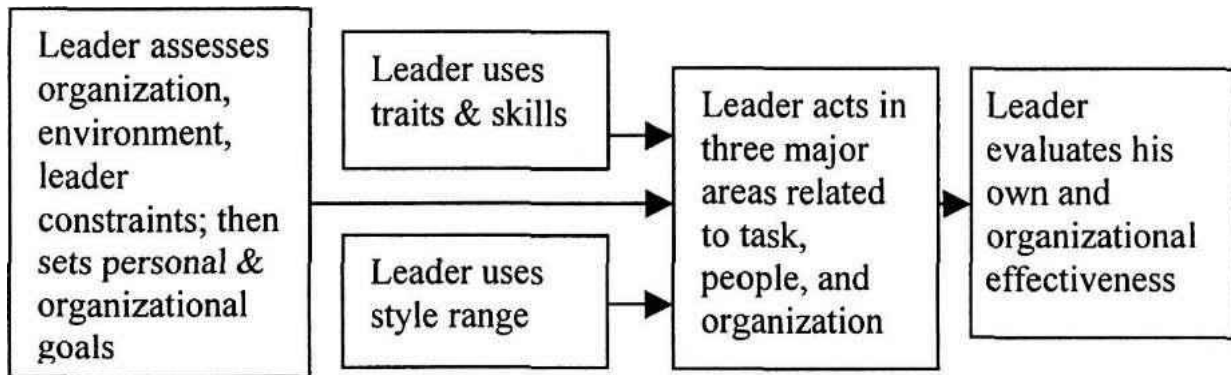 Leader assesses
organization,
environment,
leader
constraints; then
sets personal &
organizational
goals
Leader uses
traits & skills
Leader uses
style range
Leader acts in
three major
areas related
to task,
people, and
organization
Leader
evaluates his
own and
organizational
effectiveness